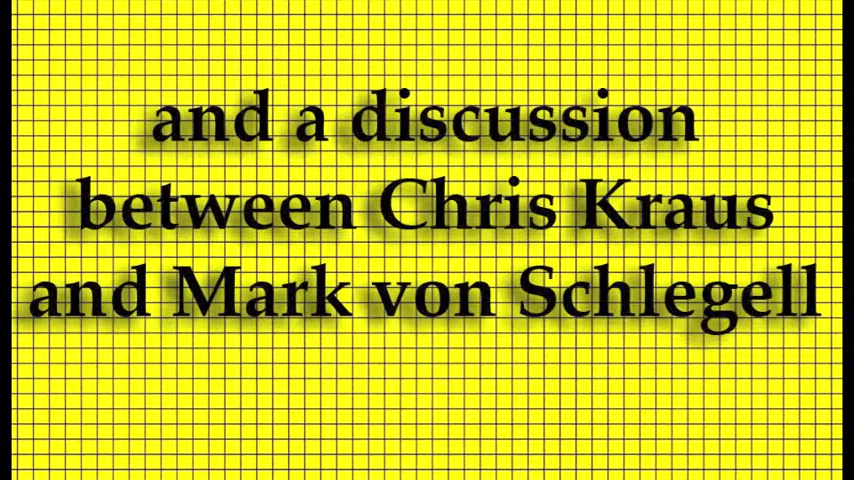 and a discussion
between Chris Kraus
and Mark von Schlegell